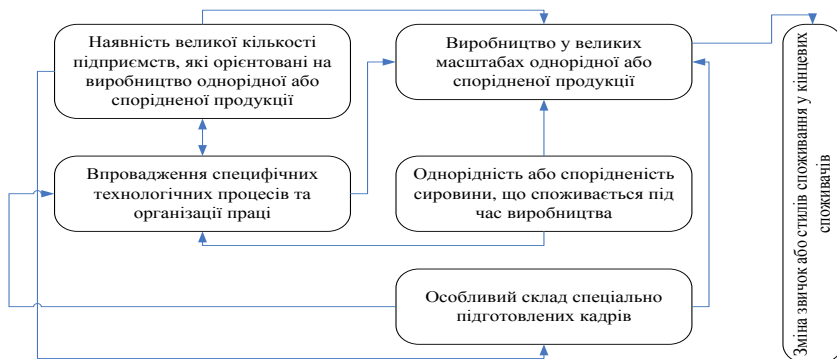 Наявність великої кількості
підприємств, які орієнтовані на
виробництво однорідної або
спорідненої продукції
Виробництво у великих
масштабах однорідної або
спорідненої продукції
Впровадження специфічних
технологічних процесів та
організації праці
Однорідність або спорідненість
сировини, що споживається під
час виробництва
Особливий склад спеціально
підготовлених кадрів
Зміна звичок або стилів споживання у кінцевих
споживачів